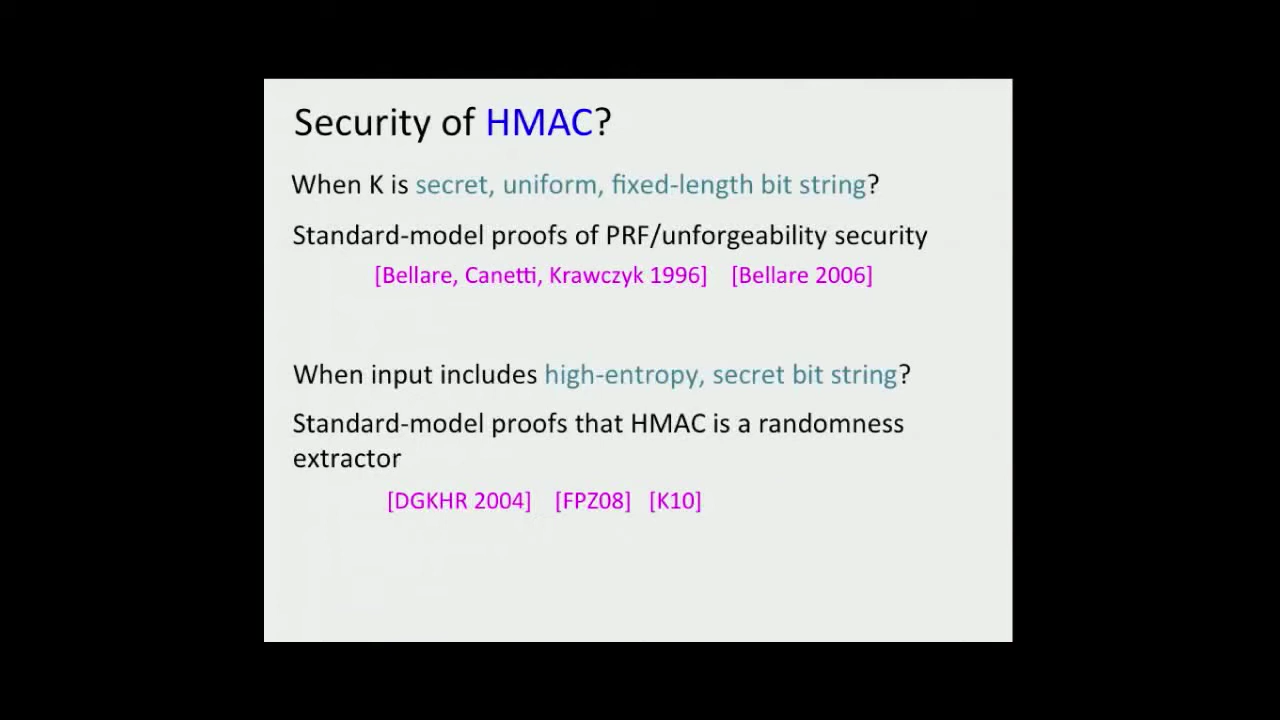 Security of HMAC?
When K is secret, uniform, fixed-length bit string?
Standard-model proofs of PRF/unforgeability security
[Bellare, Canetti, Krawczyk 1996] [Bellare 2006]
When input includes high-entropy, secret bit string?
Standard-model proofs that HMAC is a randomness
extractor
[DGKHR 2004] [FPZ08] [K10]